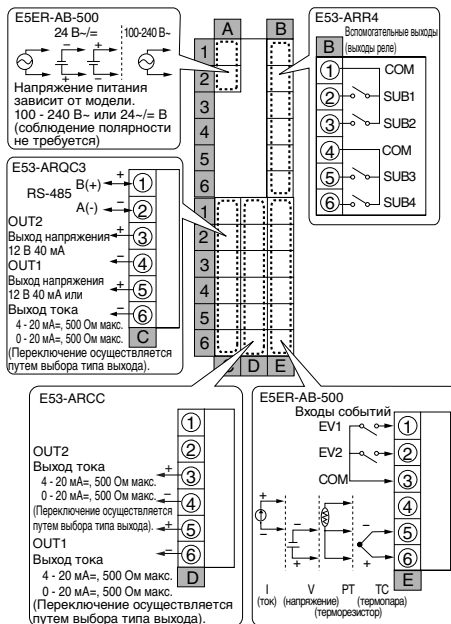 E5ER-AB-500
24 В~/=
100-240 В~
Напряжение питания
зависит от модели.
100 - 240 В~ или 24~/= В
(соблюдение полярности
не требуется)
A
B
1
2
3
4
5
6
1
2
3
4
5
6
C
D
E
E53-ARR4
Вспомогательные выходы
(выходы реле)
B
1
COM
2
SUB1
3
SUB2
4
COM
5
SUB3
6
SUB4
E53-ARQC3
RS-485
B(+)
+
1
A(-)
−
2
OUT2
Выход напряжения
12 В 40 мА
+
3
OUT1
−
4
Выход напряжения
12 В 40 мА или
+
5
Выход тока
−
6
4 - 20 мА=, 500 Ом макс.
0 - 20 мА=, 500 Ом макс.
(Переключение осуществляется
путем выбора типа выхода).
C
E53-ARCC
1
2
OUT2
Выход тока
+
3
4 - 20 мА=, 500 Ом макс.
0 - 20 мА=, 500 Ом макс.
−
4
(Переключение осуществляется
путем выбора типа выхода).
+
5
OUT1
−
6
Выход тока
4 - 20 мА=, 500 Ом макс.
0 - 20 мА=, 500 Ом макс.
(Переключение осуществляется
путем выбора типа выхода).
D
E5ER-AB-500
Входы событий
EV1
1
EV2
2
COM
3
4
5
6
E
I
V
PT
TC
(ток)
(напряжение)
(термопара)
(терморезистор)